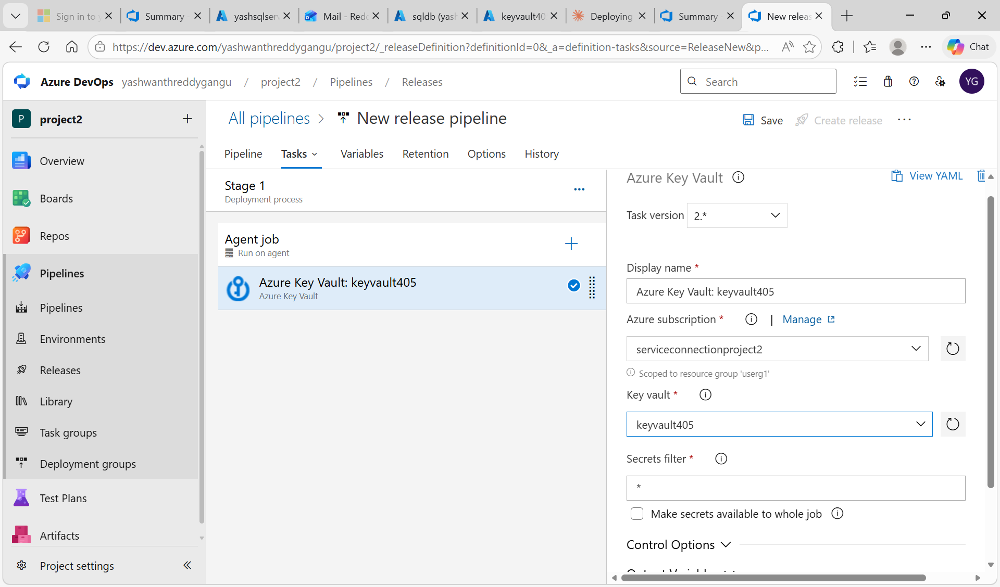 Sign in to
Summary -
yashsqlserv
Mail - Redd
sqldb (yash
keyvault40
Deploying
Summary -
New releas
https://dev.azure.com/yashwanthreddygangu/project2/_releaseDefinition?definitionId=0&_a=definition-tasks&source=ReleaseNew&p...
Chat
Azure DevOps yashwanthreddygangu / project2 / Pipelines / Releases
Search
YG
P project2
Overview
Boards
Repos
Pipelines
Pipelines
Environments
Releases
Library
Task groups
Deployment groups
Test Plans
Artifacts
Project settings
All pipelines > New release pipeline
Save
Create release
Pipeline Tasks Variables Retention Options History
Stage 1
Deployment process
Agent job
Run on agent
Azure Key Vault: keyvault405
Azure Key Vault
Azure Key Vault
View YAML
Task version 2.*
Display name *
Azure Key Vault: keyvault405
Azure subscription * | Manage
serviceconnectionproject2
Scoped to resource group 'userg1'
Key vault *
keyvault405
Secrets filter *
*
Make secrets available to whole job
Control Options